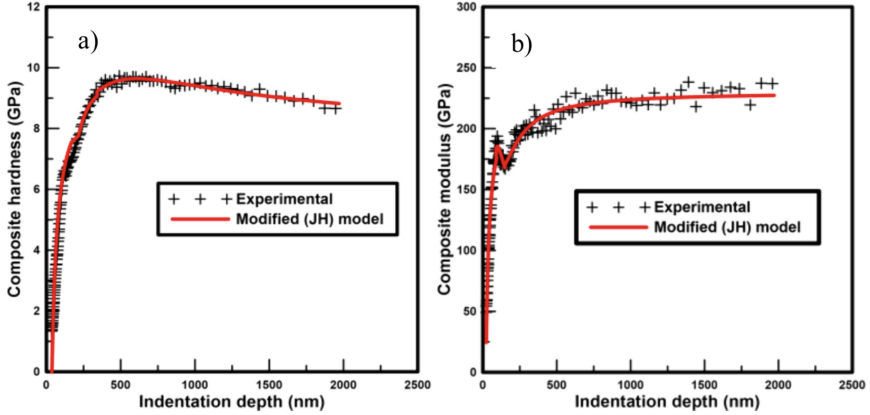 a)
12
10
8
6
4
2
0
Composite hardness (GPa)
+ + + Experimental
Modified (JH) model
0 500 1000 1500 2000 2500
Indentation depth (nm)
b)
300
250
200
150
100
50
0
Composite modulus (GPa)
+ + + Experimental
Modified (JH) model
0 500 1000 1500 2000 2500
Indentation depth (nm)